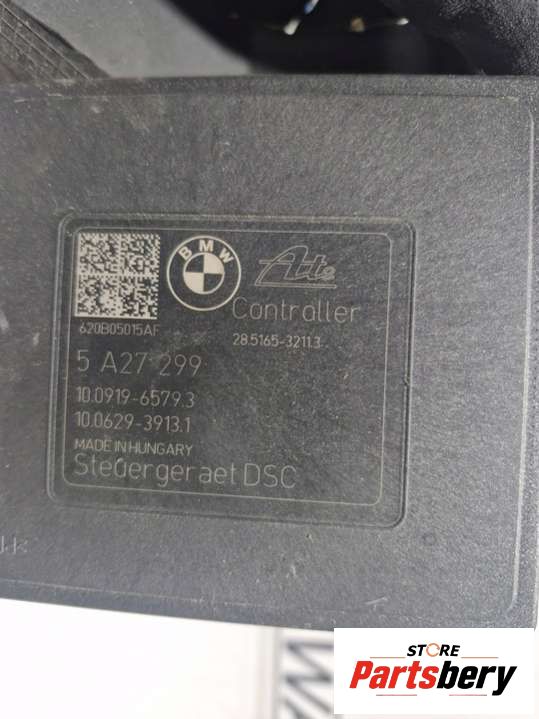 BMW
Ate
Controller
620B05015AF
28.5165-3211.3
5 A27 299
10.0919-6579.3
10.0629-3913.1
MADE IN HUNGARY
Steuergeraet DSC
STORE
Partsbery